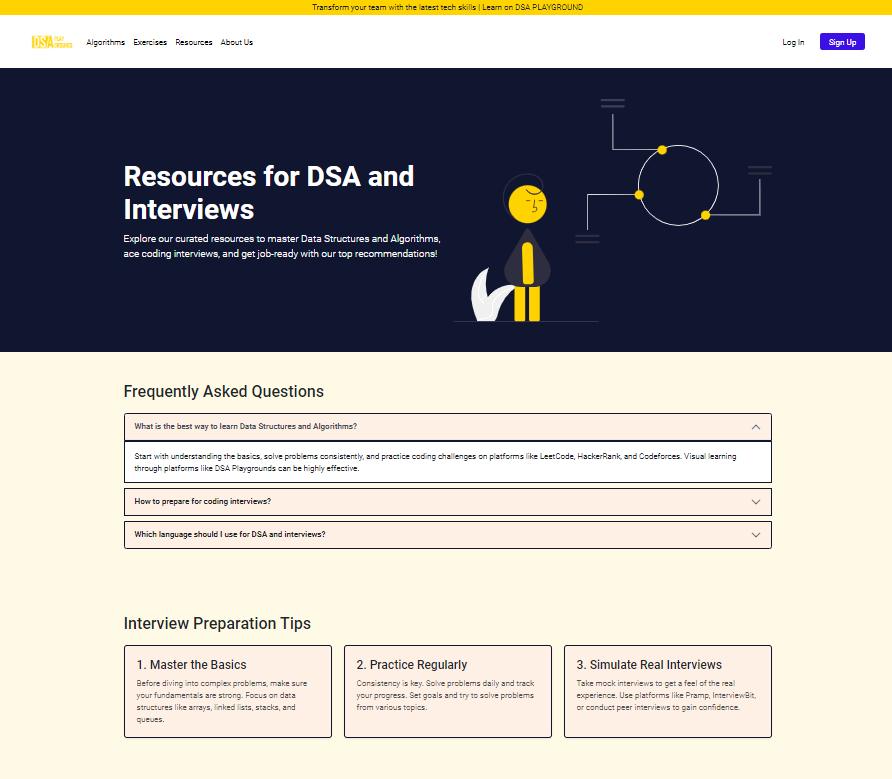 Transform your team with the latest tech skills | Learn on DSA PLAYGROUND
DSA PLAY GROUNDS Algorithms Exercises Resources About Us Log In Sign Up
Resources for DSA and
Interviews
Explore our curated resources to master Data Structures and Algorithms,
ace coding interviews, and get job-ready with our top recommendations!
Frequently Asked Questions
What is the best way to learn Data Structures and Algorithms?
Start with understanding the basics, solve problems consistently, and practice coding challenges on platforms like LeetCode, HackerRank, and Codeforces. Visual learning
through platforms like DSA Playgrounds can be highly effective.
How to prepare for coding interviews?
Which language should I use for DSA and interviews?
Interview Preparation Tips
1. Master the Basics
Before diving into complex problems, make sure
your fundamentals are strong. Focus on data
structures like arrays, linked lists, stacks, and
queues.
2. Practice Regularly
Consistency is key. Solve problems daily and track
your progress. Set goals and try to solve problems
from various topics.
3. Simulate Real Interviews
Take mock interviews to get a feel of the real
experience. Use platforms like Pramp, InterviewBit,
or conduct peer interviews to gain confidence.